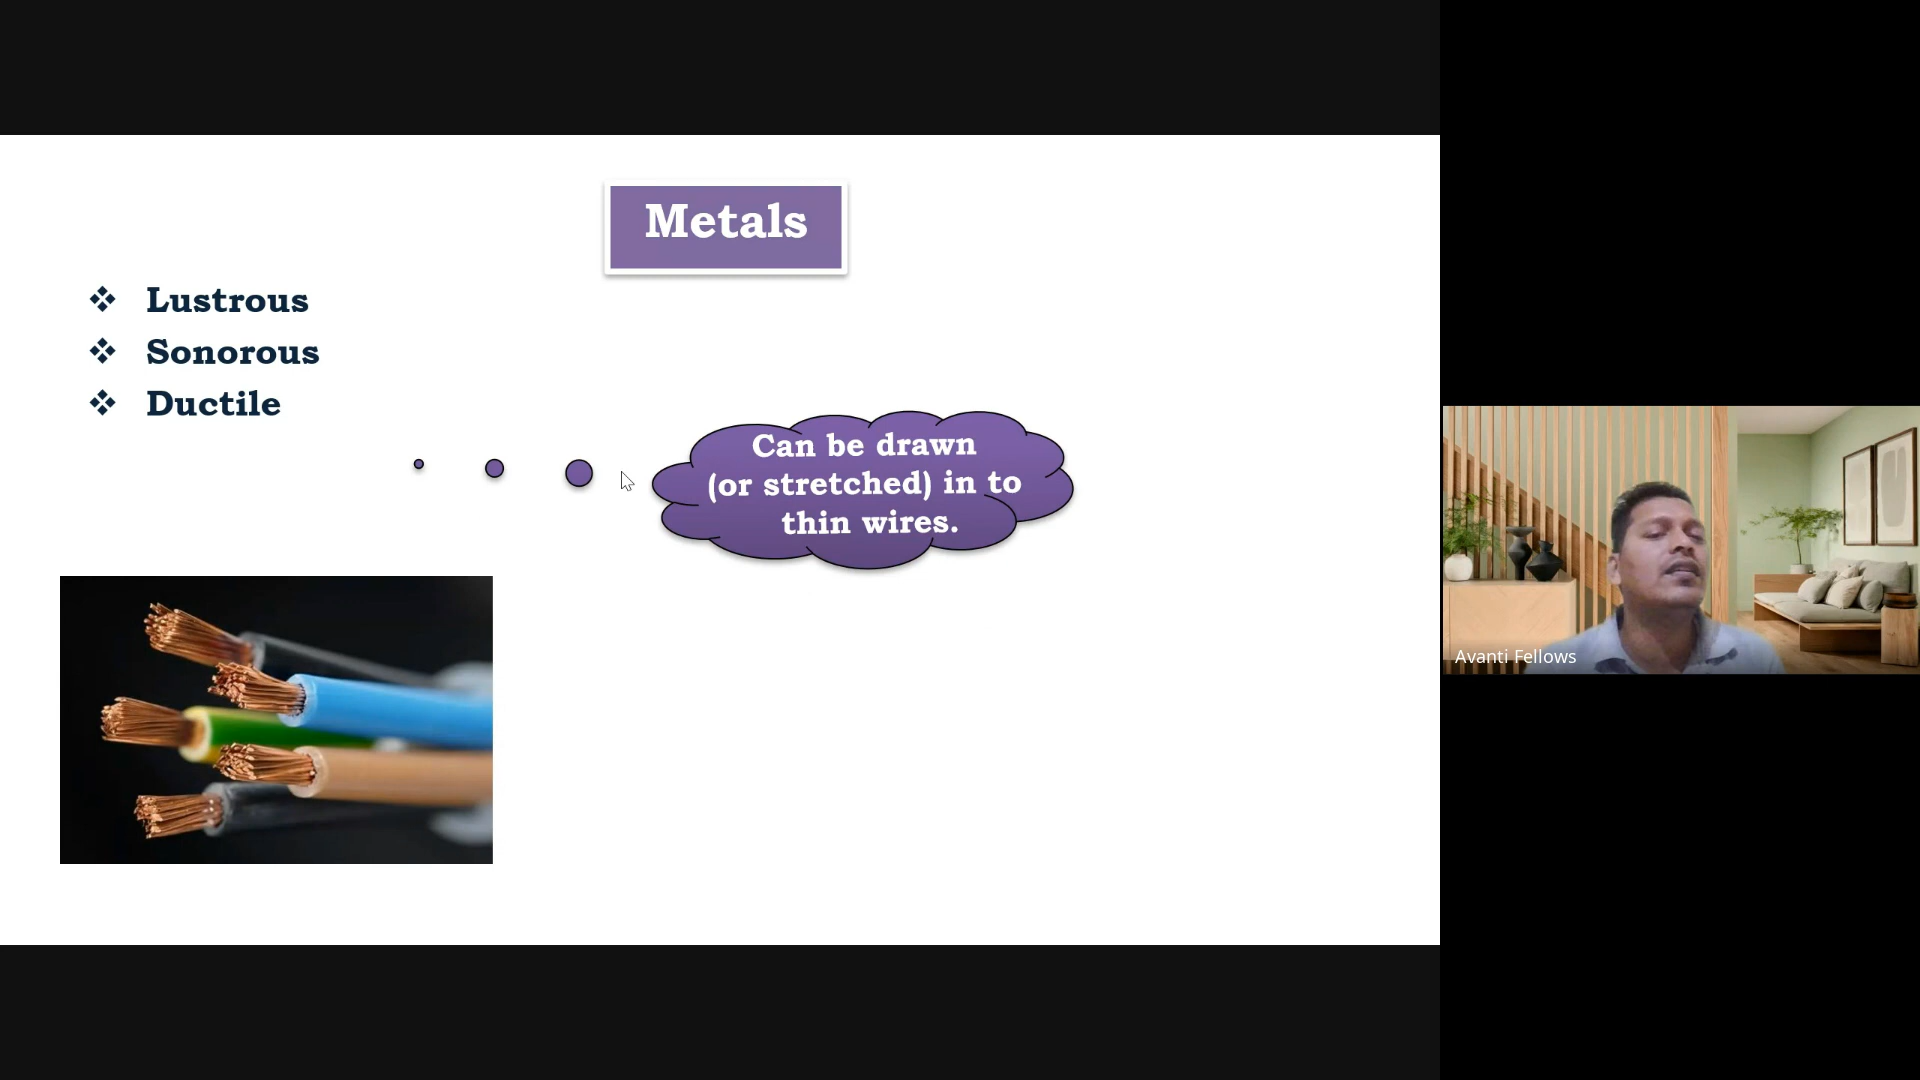 Metals
Lustrous
Sonorous
Ductile
Can be drawn
(or stretched) in to
thin wires.
Avanti Fellows